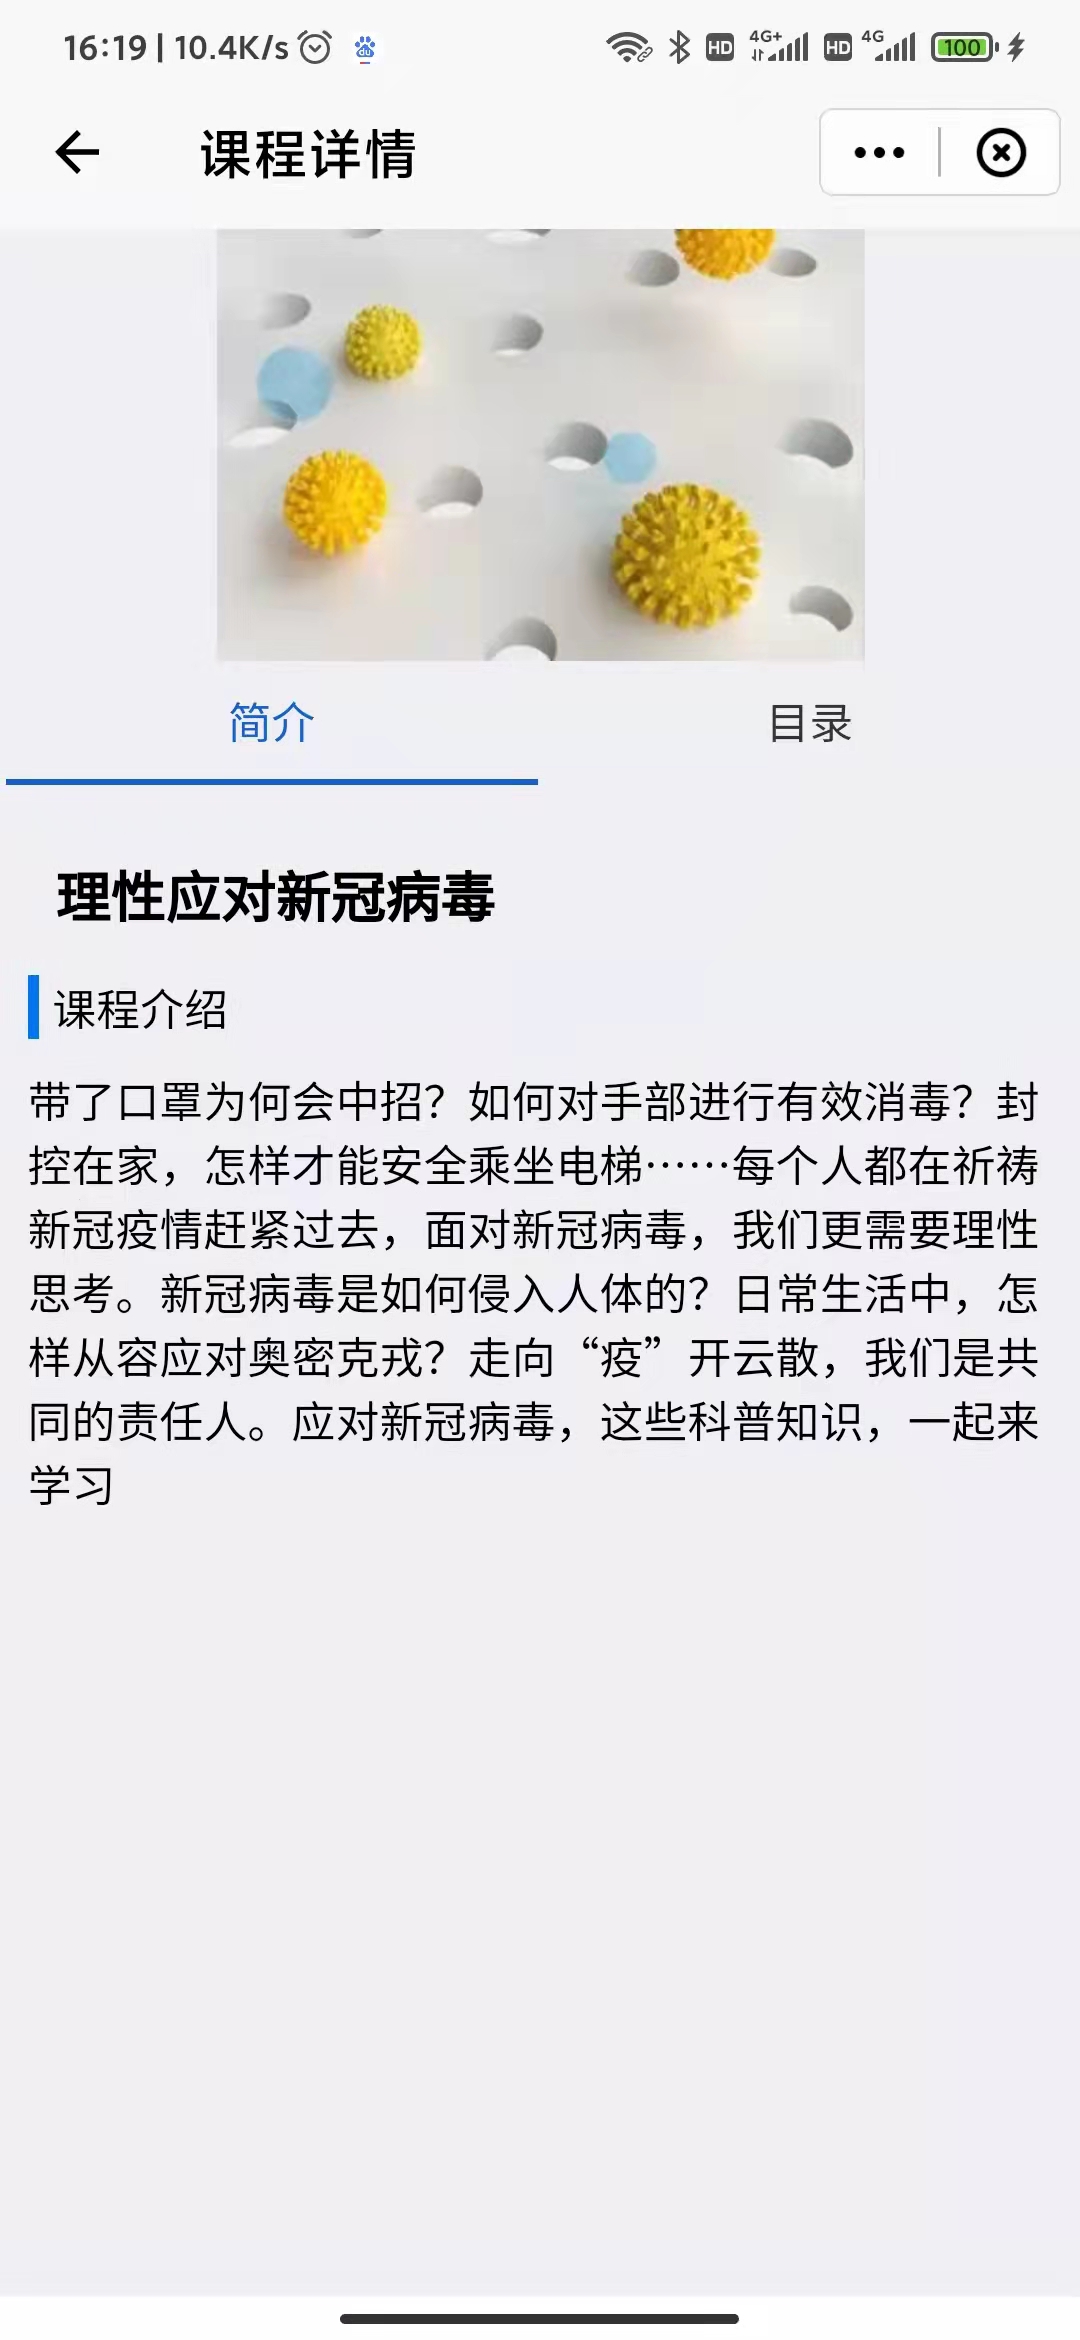 16:19 | 10.4K/s du HD 4G+ HD 4G 100
课程详情
简介 目录
理性应对新冠病毒
课程介绍
带了口罩为何会中招？如何对手部进行有效消毒？封
控在家，怎样才能安全乘坐电梯……每个人都在祈祷
新冠疫情赶紧过去，面对新冠病毒，我们更需要理性
思考。新冠病毒是如何侵入人体的？日常生活中，怎
样从容应对奥密克戎？走向“疫”开云散，我们是共
同的责任人。应对新冠病毒，这些科普知识，一起来
学习